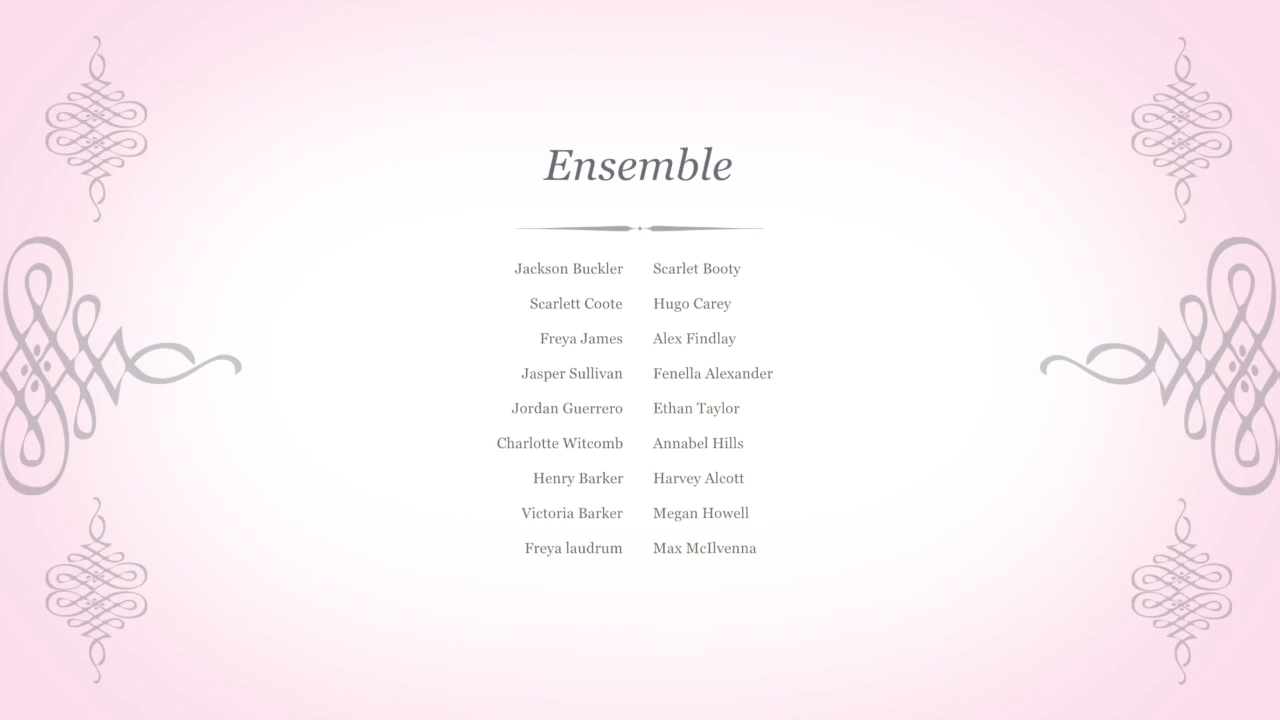 Ensemble
Jackson Buckler Scarlet Booty
Scarlett Coote Hugo Carey
Freya James Alex Findlay
Jasper Sullivan Fenella Alexander
Jordan Guerrero Ethan Taylor
Charlotte Witcomb Annabel Hills
Henry Barker Harvey Alcott
Victoria Barker Megan Howell
Freya laudrum Max McIlvenna